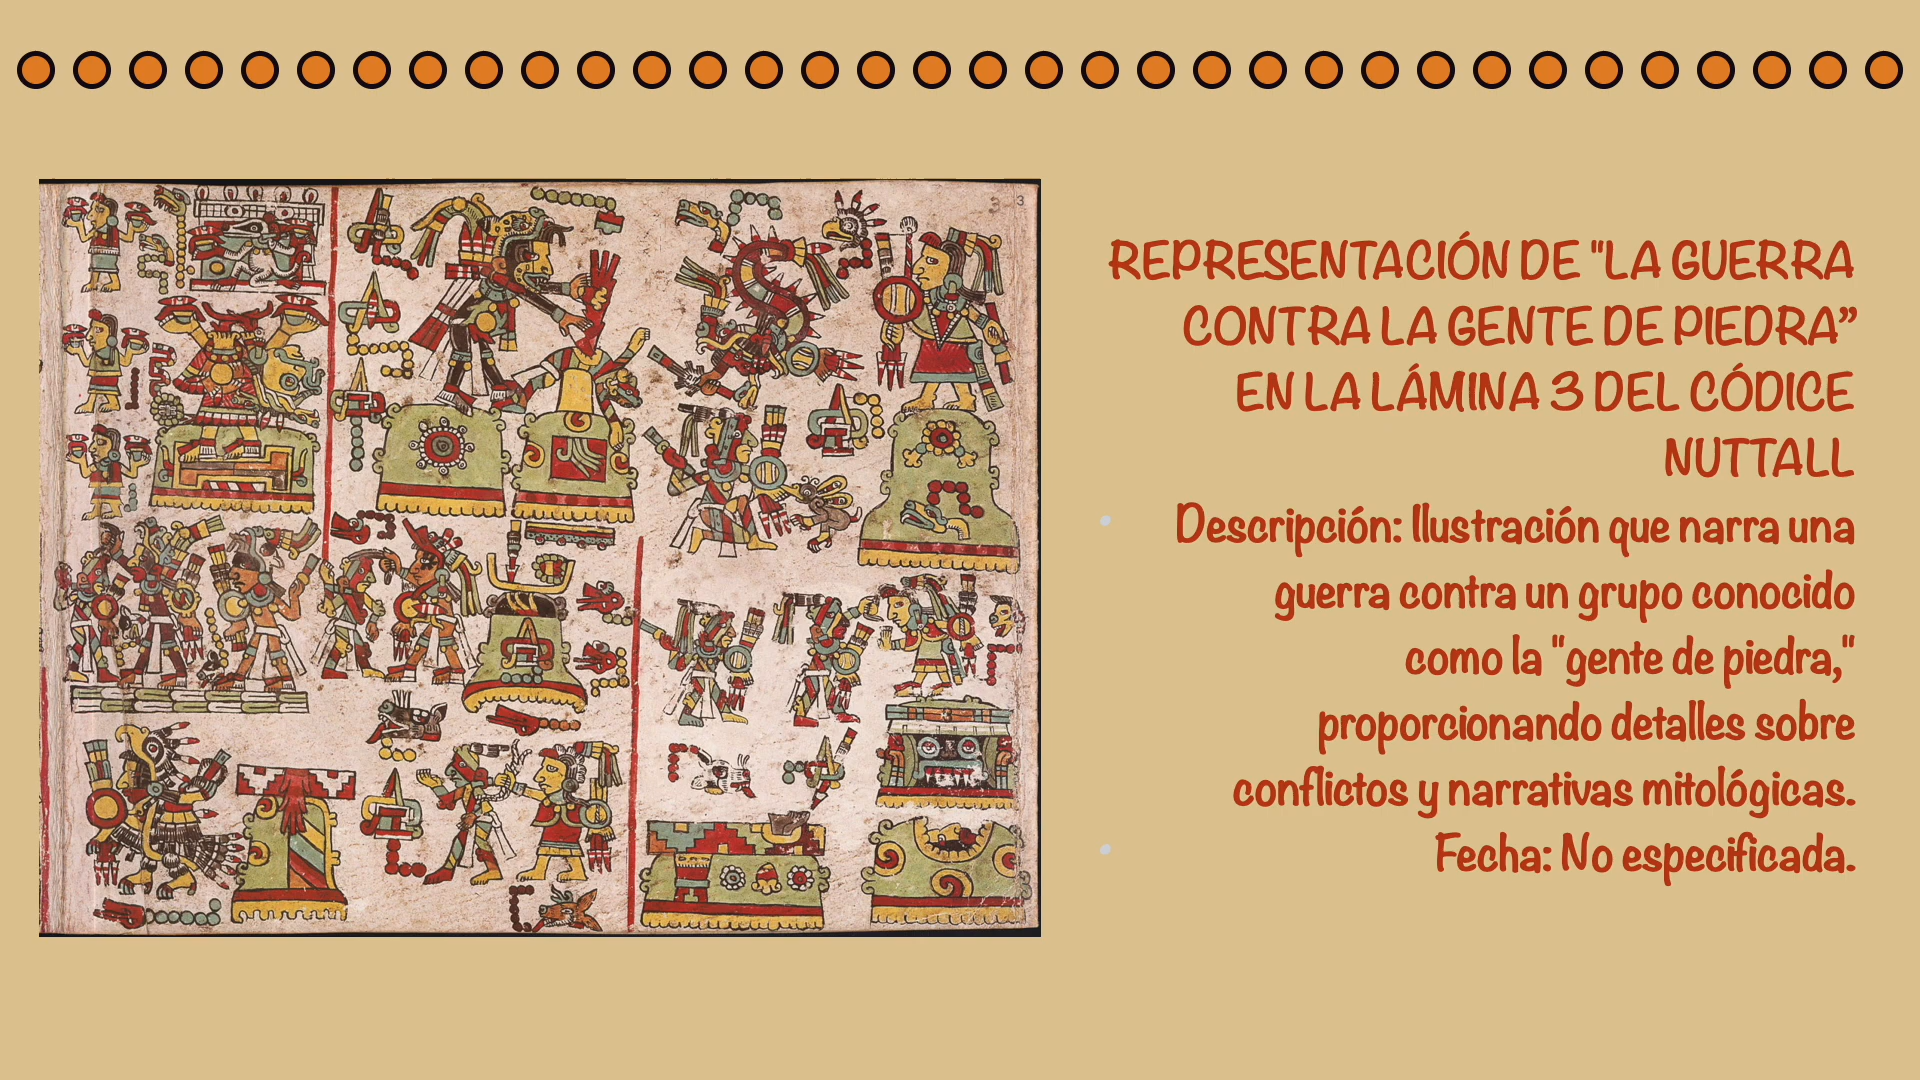 3 3
REPRESENTACIÓN DE "LA GUERRA
CONTRA LA GENTE DE PIEDRA”
EN LA LÁMINA 3 DEL CÓDICE
NUTTALL
• Descripción: Ilustración que narra una
guerra contra un grupo conocido
como la "gente de piedra,"
proporcionando detalles sobre
conflictos y narrativas mitológicas.
• Fecha: No especificada.